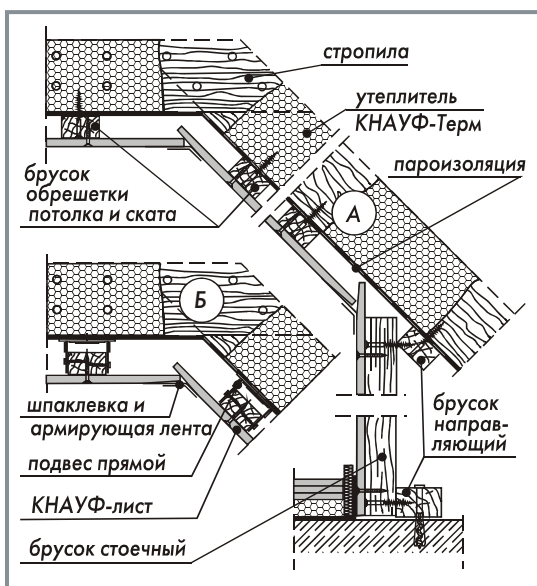 стропила
утеплитель
КНАУФ-Терм
пароизоляция
брусок
обрешетки
потолка и ската
А
Б
шпаклевка и
армирующая лента
подвес прямой
КНАУФ-лист
брусок стоечный
брусок
направ-
ляющий